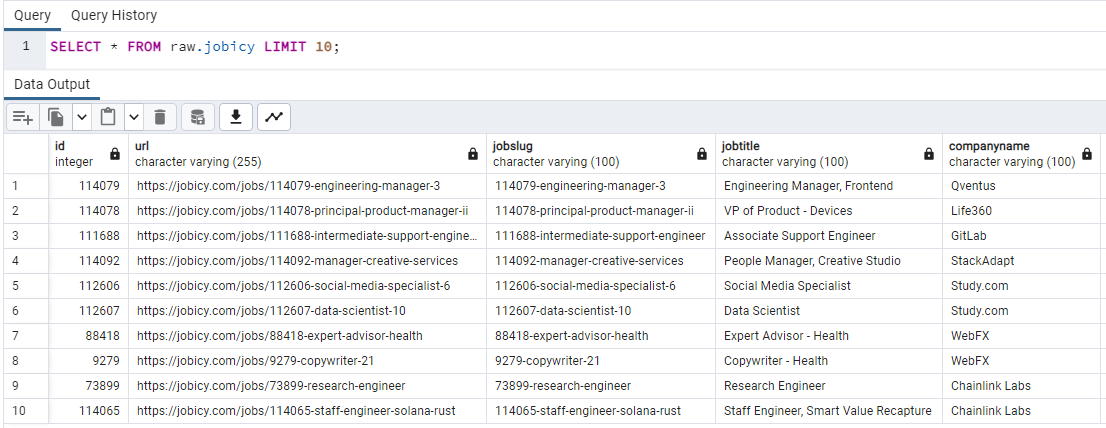 Query Query History
1 SELECT * FROM raw.jobicy LIMIT 10;
Data Output
id url jobslug jobtitle companyname
integer character varying (255) character varying (100) character varying (100) character varying (100)
1 114079 https://jobicy.com/jobs/114079-engineering-manager-3 114079-engineering-manager-3 Engineering Manager, Frontend Qventus
2 114078 https://jobicy.com/jobs/114078-principal-product-manager-ii 114078-principal-product-manager-ii VP of Product - Devices Life360
3 111688 https://jobicy.com/jobs/111688-intermediate-support-engine... 111688-intermediate-support-engineer Associate Support Engineer GitLab
4 114092 https://jobicy.com/jobs/114092-manager-creative-services 114092-manager-creative-services People Manager, Creative Studio StackAdapt
5 112606 https://jobicy.com/jobs/112606-social-media-specialist-6 112606-social-media-specialist-6 Social Media Specialist Study.com
6 112607 https://jobicy.com/jobs/112607-data-scientist-10 112607-data-scientist-10 Data Scientist Study.com
7 88418 https://jobicy.com/jobs/88418-expert-advisor-health 88418-expert-advisor-health Expert Advisor - Health WebFX
8 9279 https://jobicy.com/jobs/9279-copywriter-21 9279-copywriter-21 Copywriter - Health WebFX
9 73899 https://jobicy.com/jobs/73899-research-engineer 73899-research-engineer Research Engineer Chainlink Labs
10 114065 https://jobicy.com/jobs/114065-staff-engineer-solana-rust 114065-staff-engineer-solana-rust Staff Engineer, Smart Value Recapture Chainlink Labs